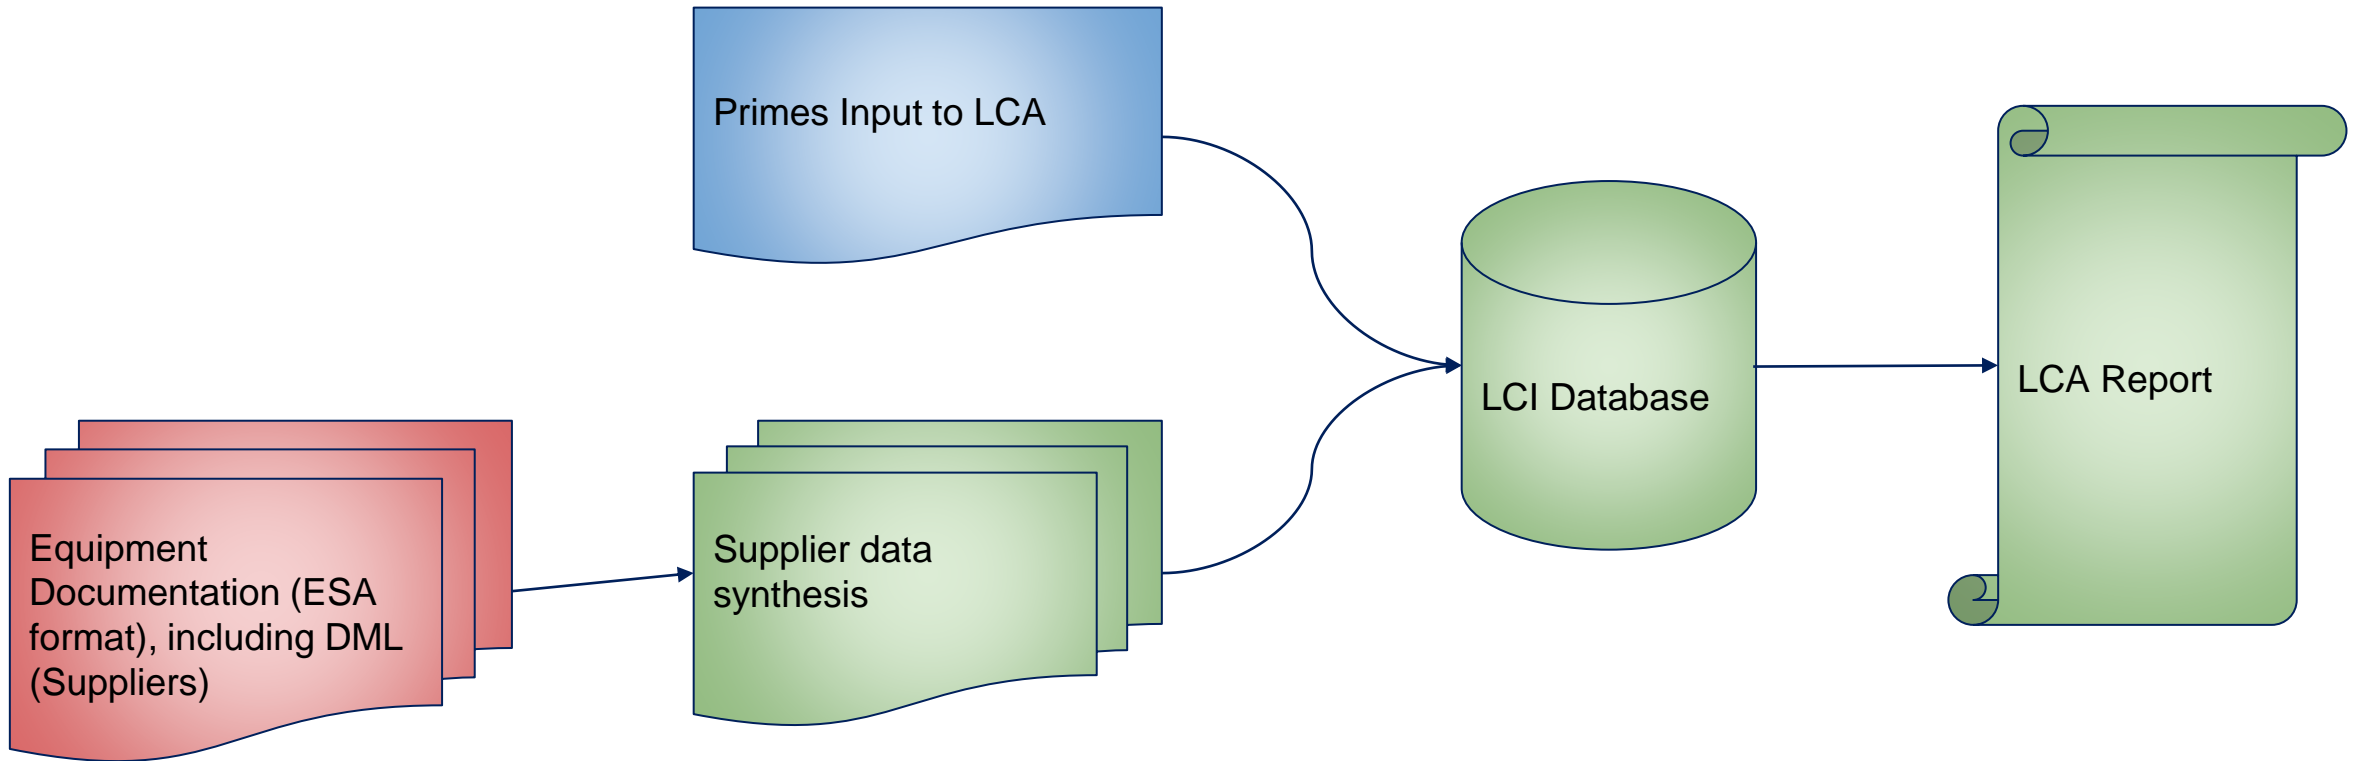 Primes Input to LCA
Equipment
Documentation (ESA
format), including DML
(Suppliers)
Supplier data
synthesis
LCI Database
LCA Report